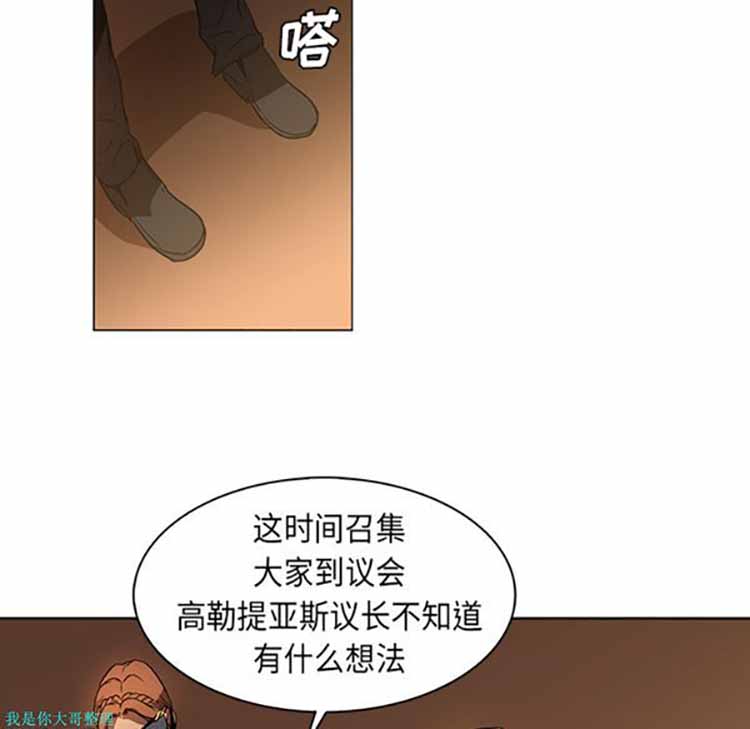 嗒
这时间召集
大家到议会
高勒提亚斯议长不知道
有什么想法
我是你大哥整理